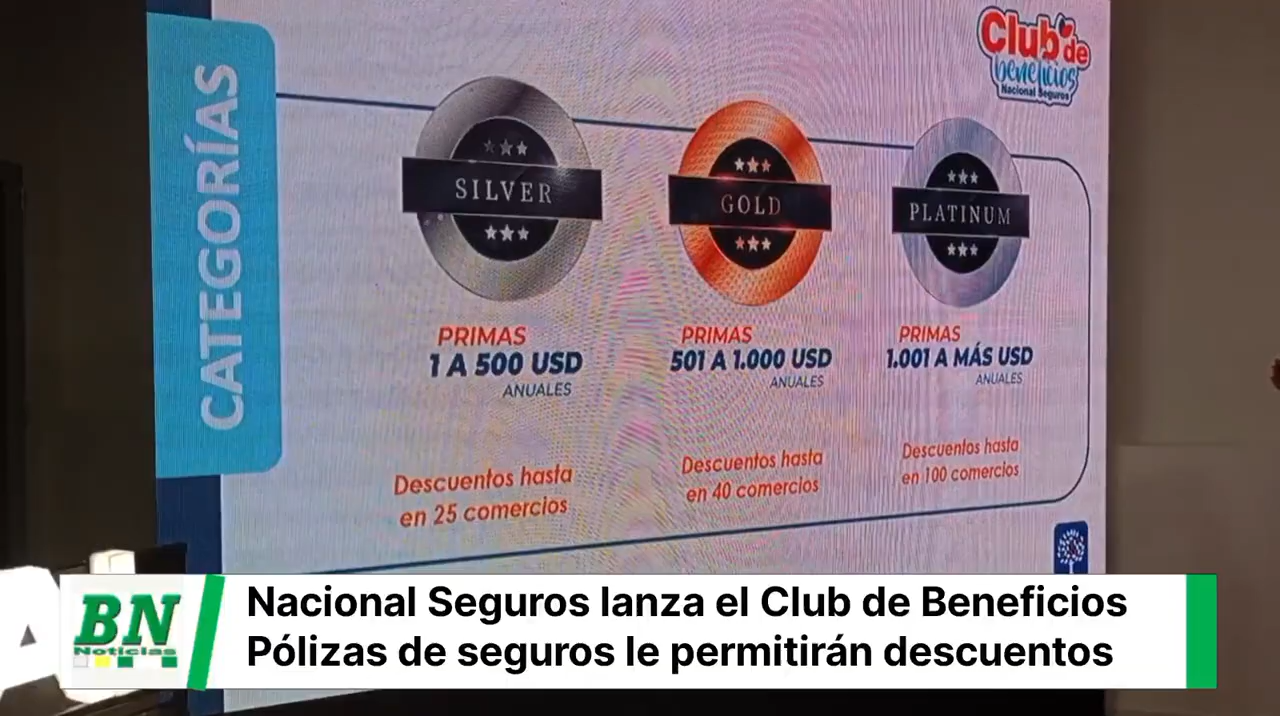 CATEGORÍAS
Club de
beneficios
Nacional Seguros
SILVER
GOLD
PLATINUM
PRIMAS
1 A 500 USD
ANUALES
PRIMAS
501 A 1.000 USD
ANUALES
PRIMAS
1.001 A MÁS USD
ANUALES
Descuentos hasta
en 25 comercios
Descuentos hasta
en 40 comercios
Descuentos hasta
en 100 comercios
BN
Noticias
Nacional Seguros lanza el Club de Beneficios
Pólizas de seguros le permitirán descuentos